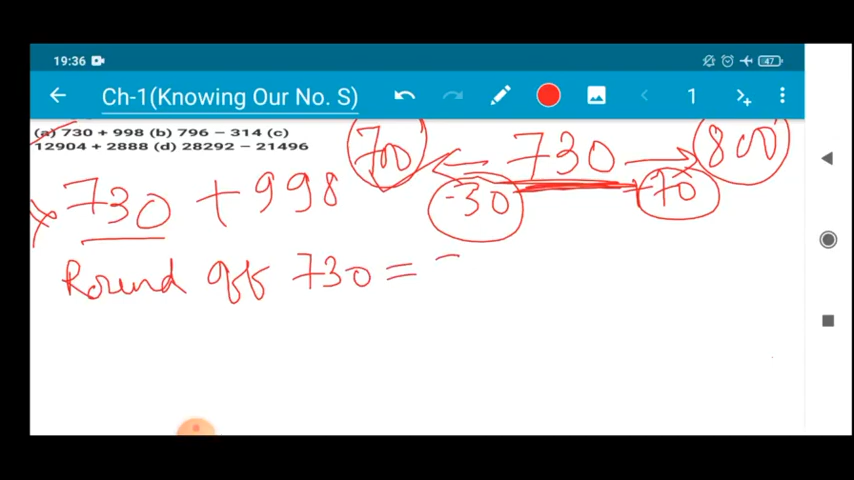 19:36 47
Ch-1(Knowing Our No. S) 1
(a) 730 + 998 (b) 796 − 314 (c)
12904 + 2888 (d) 28292 − 21496
700 730 800
-30 +70
730 + 998
Round off 730 =